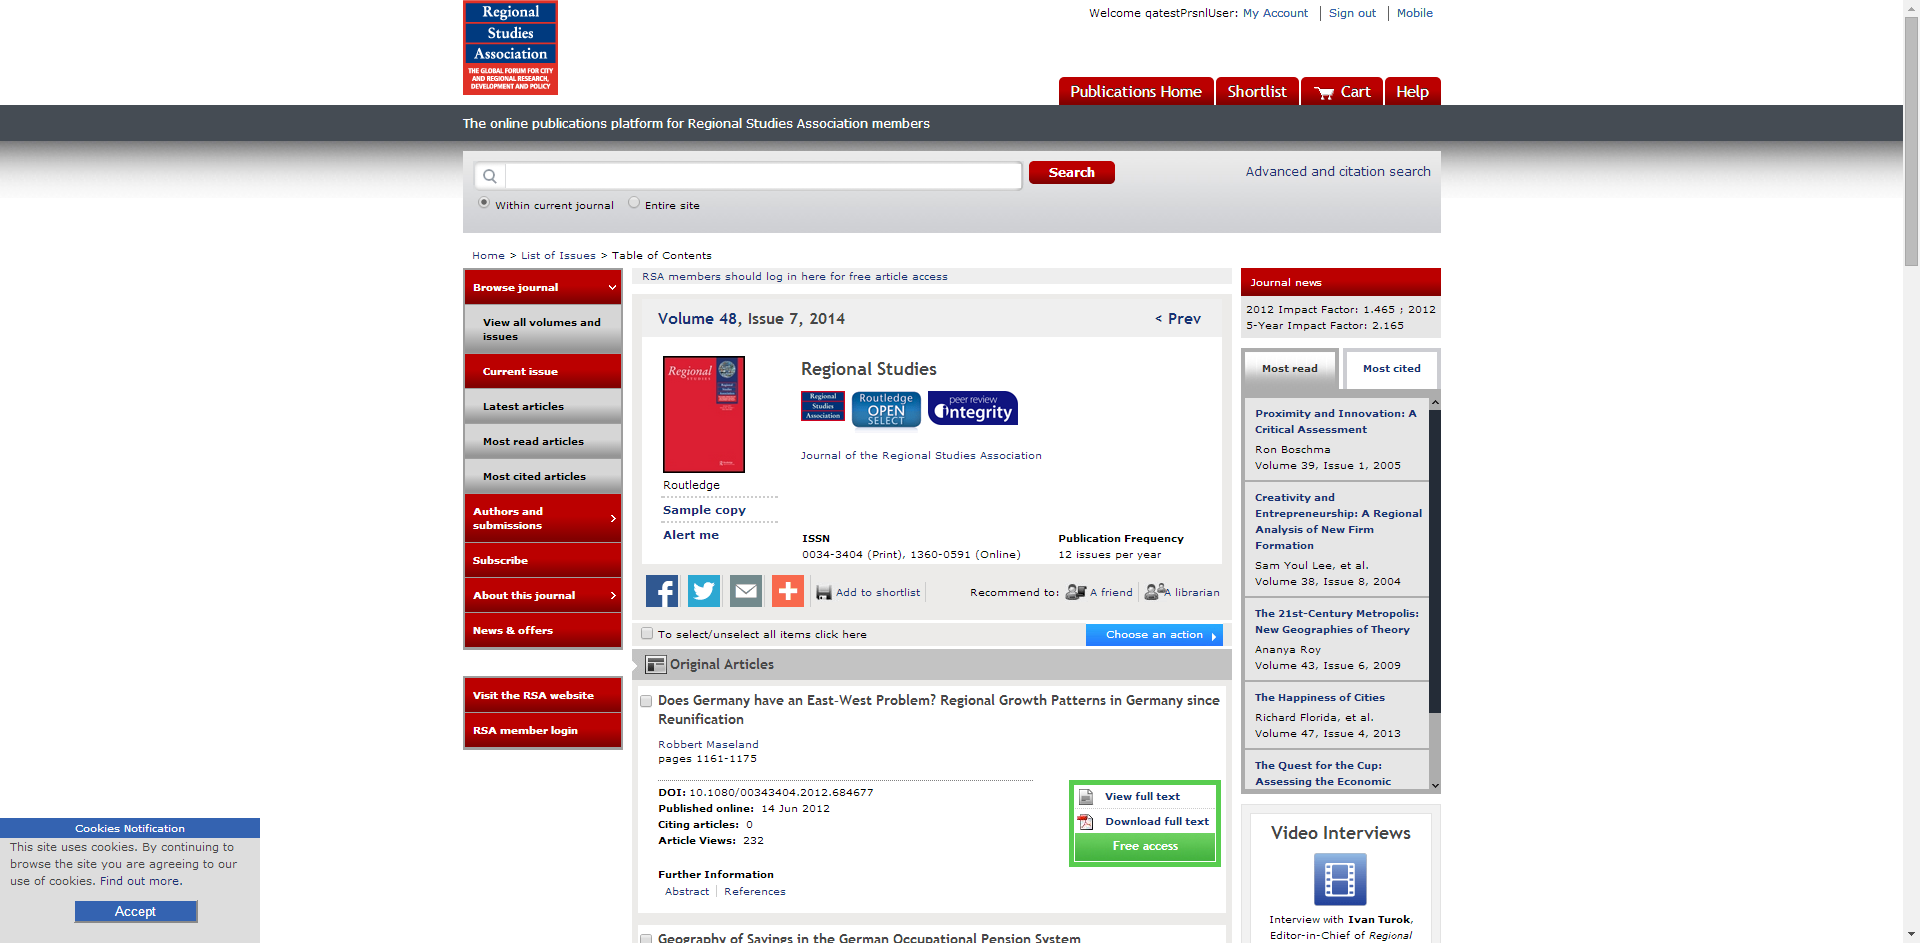 Regional
Studies
Association
THE GLOBAL FORUM FOR CITY
AND REGIONAL RESEARCH,
DEVELOPMENT AND POLICY
Welcome qatestPrsnlUser: My Account | Sign out | Mobile
Publications Home
Shortlist
Cart
Help
The online publications platform for Regional Studies Association members
Search
Advanced and citation search
Within current journal
Entire site
Home > List of Issues > Table of Contents
Browse journal
View all volumes and
issues
Current issue
Latest articles
Most read articles
Most cited articles
Authors and
submissions
Subscribe
About this journal
News & offers
Visit the RSA website
RSA member login
RSA members should log in here for free article access
Volume 48, Issue 7, 2014
< Prev
Regional
STUDIES
Routledge
Sample copy
Alert me
Regional Studies
Regional
Studies
Association
Routledge
OPEN
SELECT
peer review
integrity
Journal of the Regional Studies Association
ISSN
0034-3404 (Print), 1360-0591 (Online)
Publication Frequency
12 issues per year
Add to shortlist
Recommend to:
A friend
A librarian
To select/unselect all items click here
Choose an action
Original Articles
Does Germany have an East-West Problem? Regional Growth Patterns in Germany since
Reunification
Robbert Maseland
pages 1161-1175
DOI: 10.1080/00343404.2012.684677
Published online: 14 Jun 2012
Citing articles: 0
Article Views: 232
Further Information
Abstract | References
View full text
Download full text
Free access
Geography of Savings in the German Occupational Pension System
Journal news
2012 Impact Factor: 1.465 ; 2012
5-Year Impact Factor: 2.165
Most read
Most cited
Proximity and Innovation: A
Critical Assessment
Ron Boschma
Volume 39, Issue 1, 2005
Creativity and
Entrepreneurship: A Regional
Analysis of New Firm
Formation
Sam Youl Lee, et al.
Volume 38, Issue 8, 2004
The 21st-Century Metropolis:
New Geographies of Theory
Ananya Roy
Volume 43, Issue 6, 2009
The Happiness of Cities
Richard Florida, et al.
Volume 47, Issue 4, 2013
The Quest for the Cup:
Assessing the Economic
Video Interviews
Interview with Ivan Turok,
Editor-in-Chief of Regional
Cookies Notification
This site uses cookies. By continuing to
browse the site you are agreeing to our
use of cookies. Find out more.
Accept